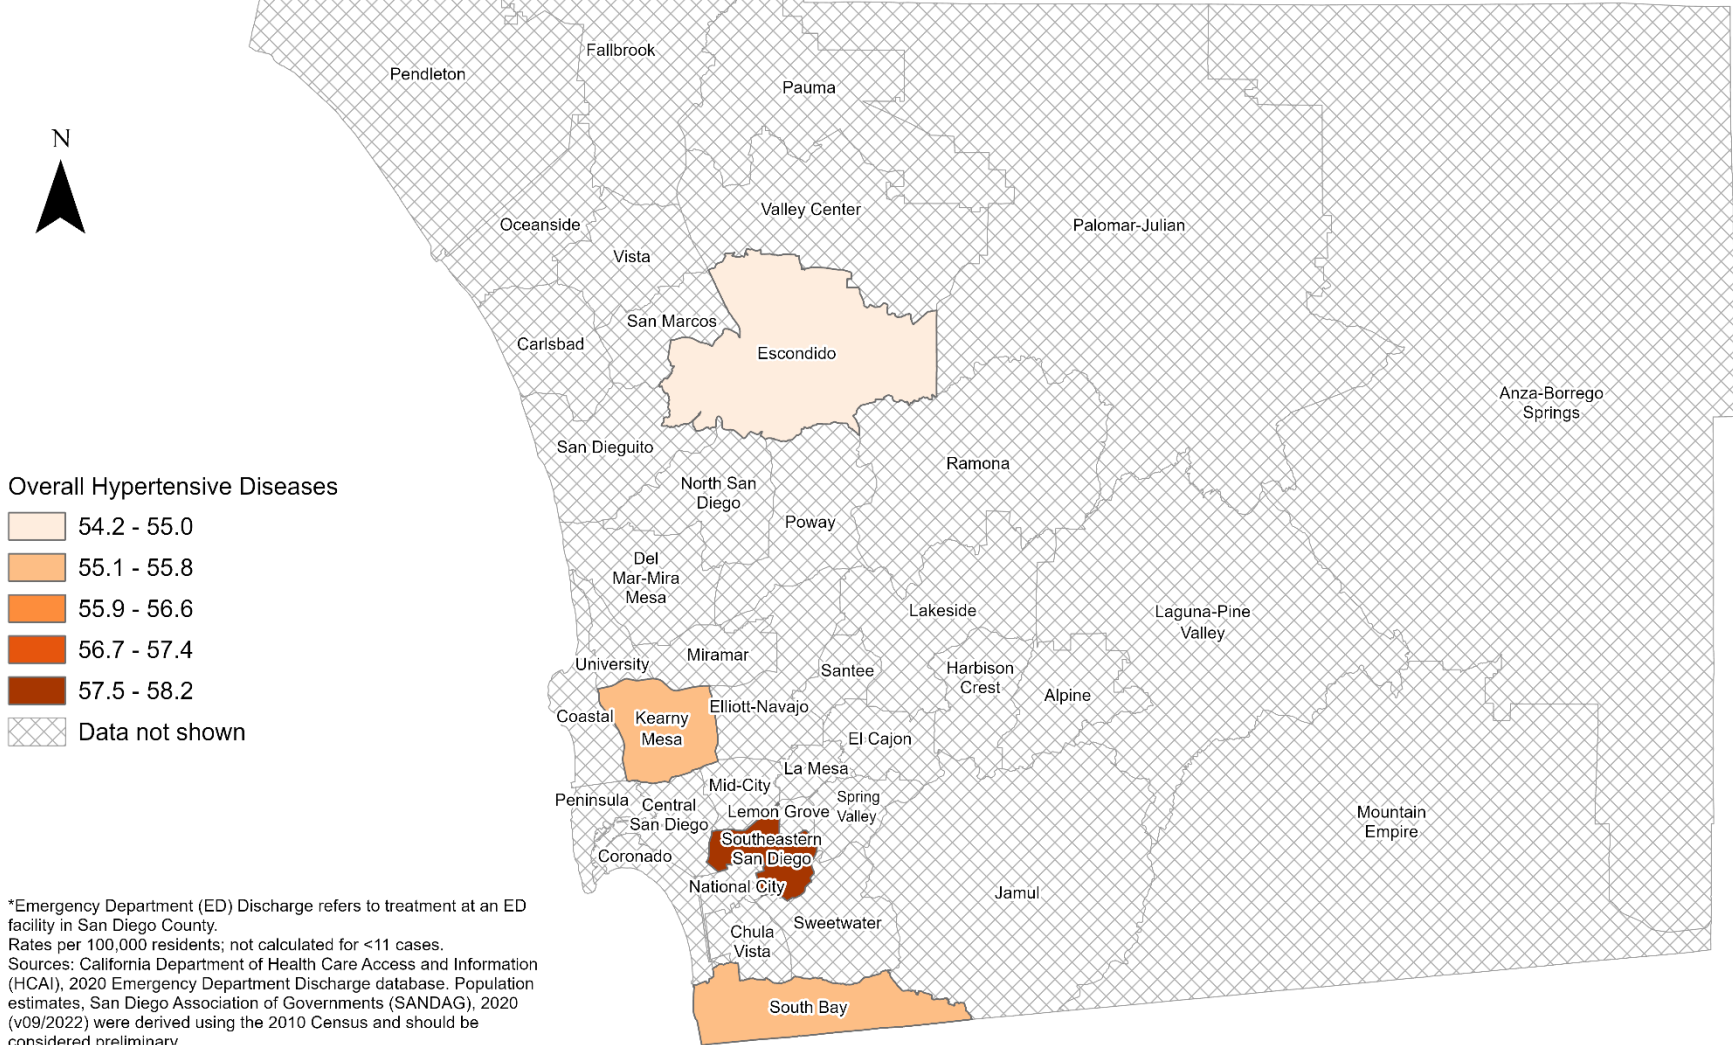 Fallbrook
Pendleton
Pauma
N
Valley Center
Oceanside
Palomar-Julian
Vista
San Marcos
Carlsbad
Escondido
Anza-Borrego
Springs
San Dieguito
Ramona
North San
Diego
Poway
Overall Hypertensive Diseases
54.2 - 55.0
55.1 - 55.8
55.9 - 56.6
56.7 - 57.4
57.5 - 58.2
Data not shown
Del
Mar-Mira
Mesa
Lakeside
Laguna-Pine
Valley
Miramar
University
Santee
Harbison
Crest
Alpine
Coastal
Kearny
Mesa
Elliott-Navajo
El Cajon
La Mesa
Mid-City
Peninsula
Central
San Diego
Lemon Grove
Spring
Valley
Mountain
Empire
Southeastern
San Diego
Coronado
National City
Jamul
Sweetwater
Chula
Vista
South Bay
*Emergency Department (ED) Discharge refers to treatment at an ED
facility in San Diego County.
Rates per 100,000 residents; not calculated for <11 cases.
Sources: California Department of Health Care Access and Information
(HCAI), 2020 Emergency Department Discharge database. Population
estimates, San Diego Association of Governments (SANDAG), 2020
(v09/2022) were derived using the 2010 Census and should be
considered preliminary.